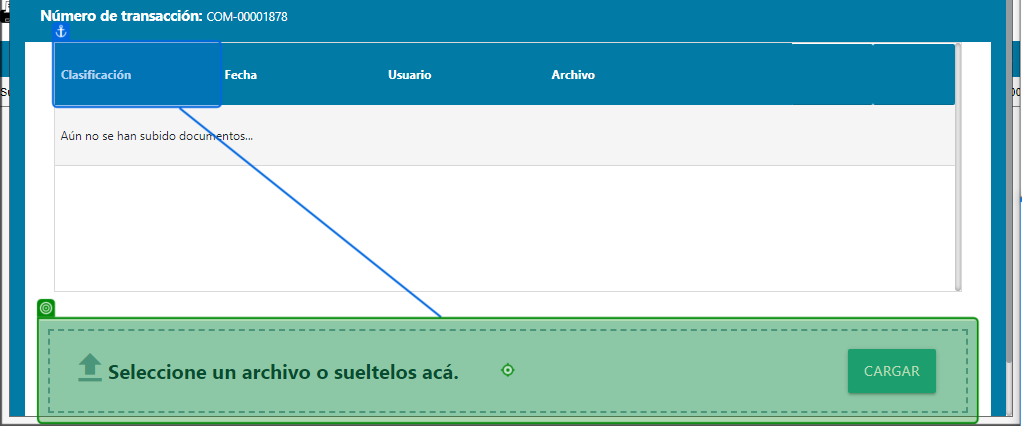 Número de transacción: COM-00001878
Clasificación Fecha Usuario Archivo
Aún no se han subido documentos...
Seleccione un archivo o sueltelos acá.
CARGAR